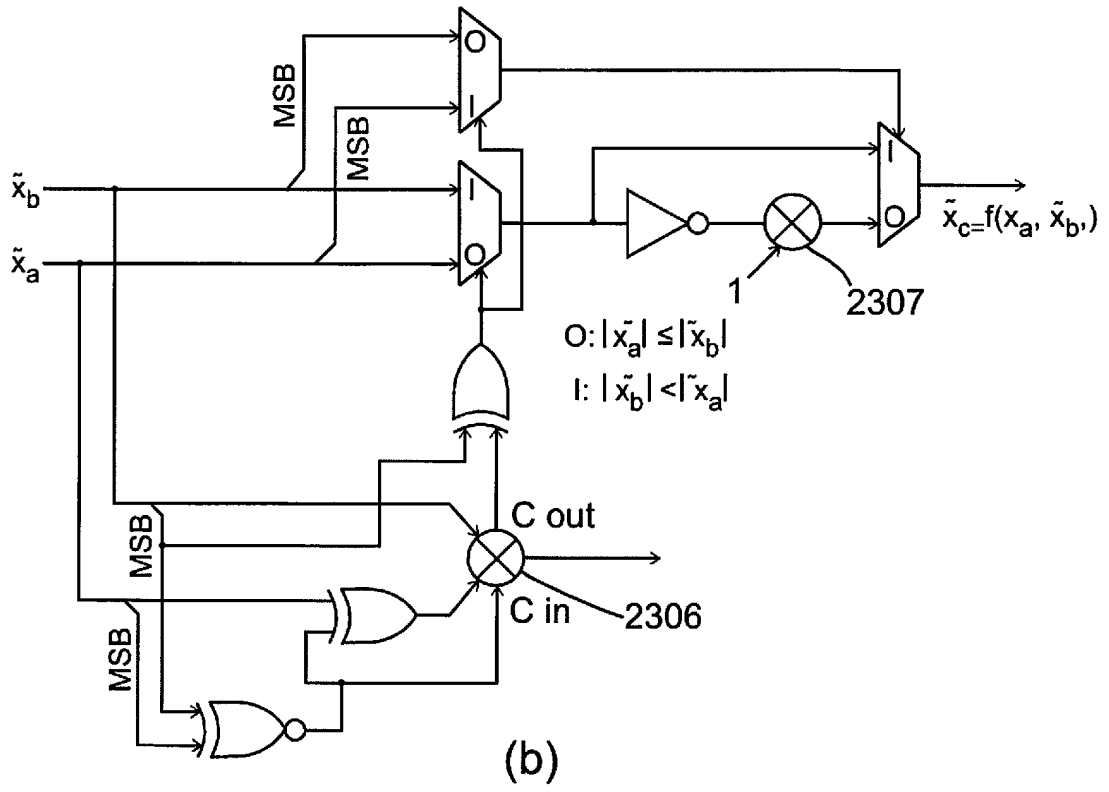 MSB
O
I
MSB
x̃b
I
x̃a
O
I
O
x̃c=f(xa, x̃b,)
1
2307
O: |x̃a| ≤ |x̃b|
I: |x̃b| < |x̃a|
MSB
C out
C in
2306
MSB
(b)